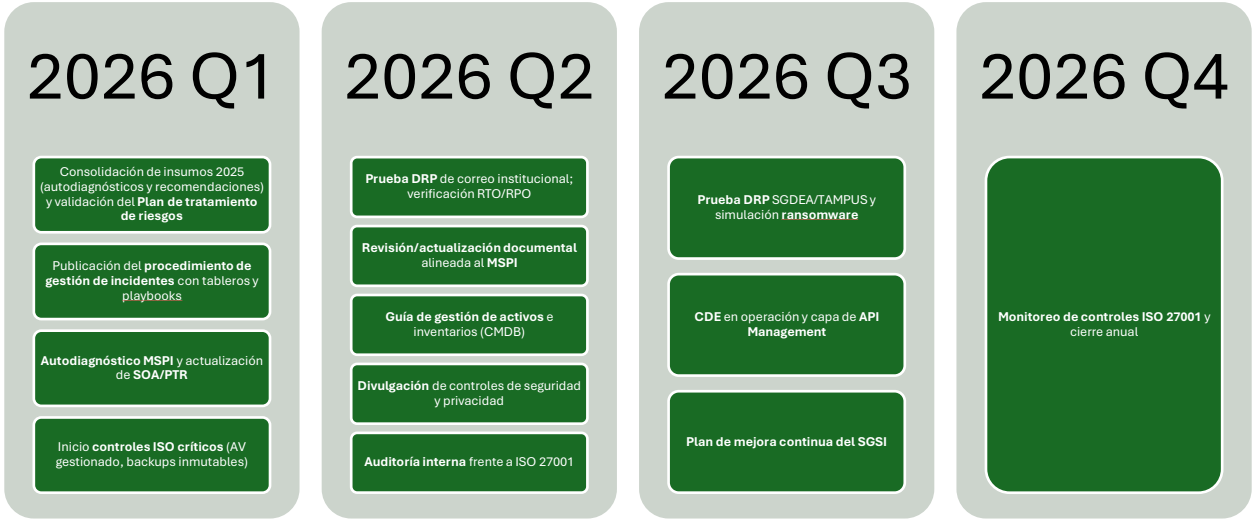 2026 Q1
Consolidación de insumos 2025
(autodiagnósticos y recomendaciones)
y validación del Plan de tratamiento
de riesgos
Publicación del procedimiento de
gestión de incidentes con tableros y
playbooks
Autodiagnóstico MSPI y actualización
de SOA/PTR
Inicio controles ISO críticos (AV
gestionado, backups inmutables)
2026 Q2
Prueba DRP de correo institucional;
verificación RTO/RPO
Revisión/actualización documental
alineada al MSPI
Guía de gestión de activos e
inventarios (CMDB)
Divulgación de controles de seguridad
y privacidad
Auditoría interna frente a ISO 27001
2026 Q3
Prueba DRP SGDEA/TAMPUS y
simulación ransomware
CDE en operación y capa de API
Management
Plan de mejora continua del SGSI
2026 Q4
Monitoreo de controles ISO 27001 y
cierre anual